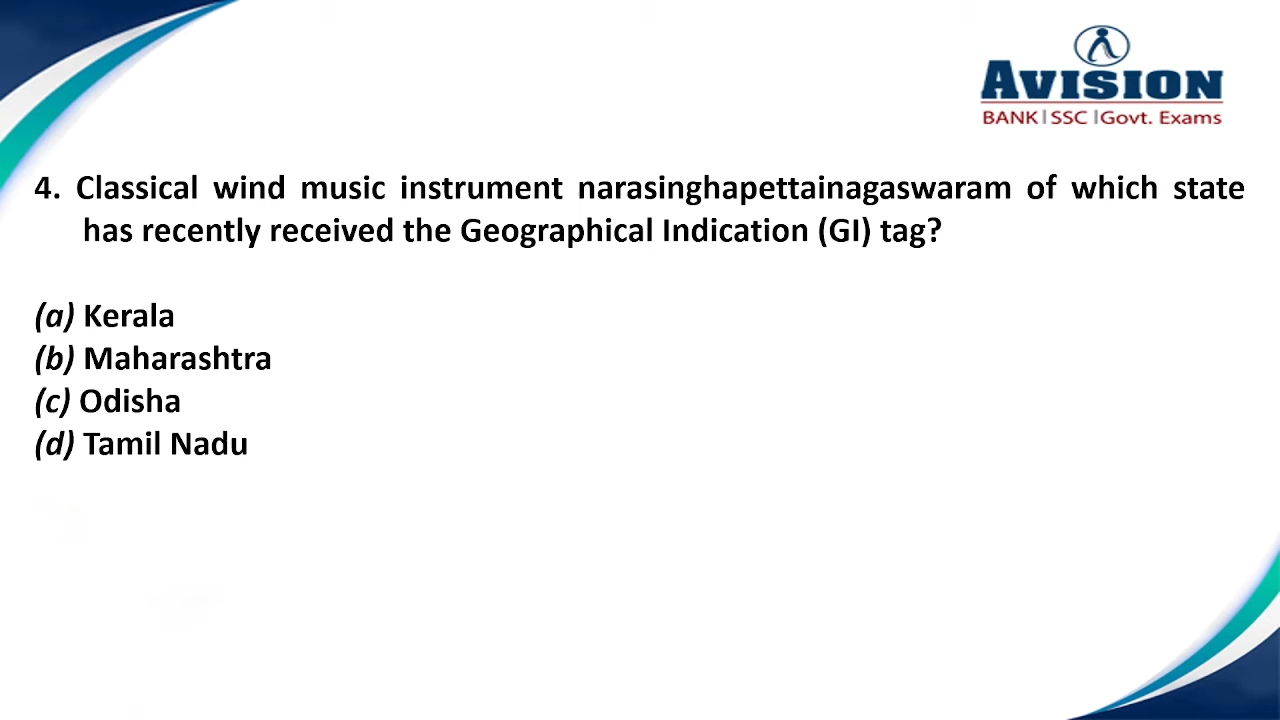 AVISION
BANK|SSC|Govt. Exams
4. Classical wind music instrument narasinghapettainagaswaram of which state
has recently received the Geographical Indication (GI) tag?
(a) Kerala
(b) Maharashtra
(c) Odisha
(d) Tamil Nadu